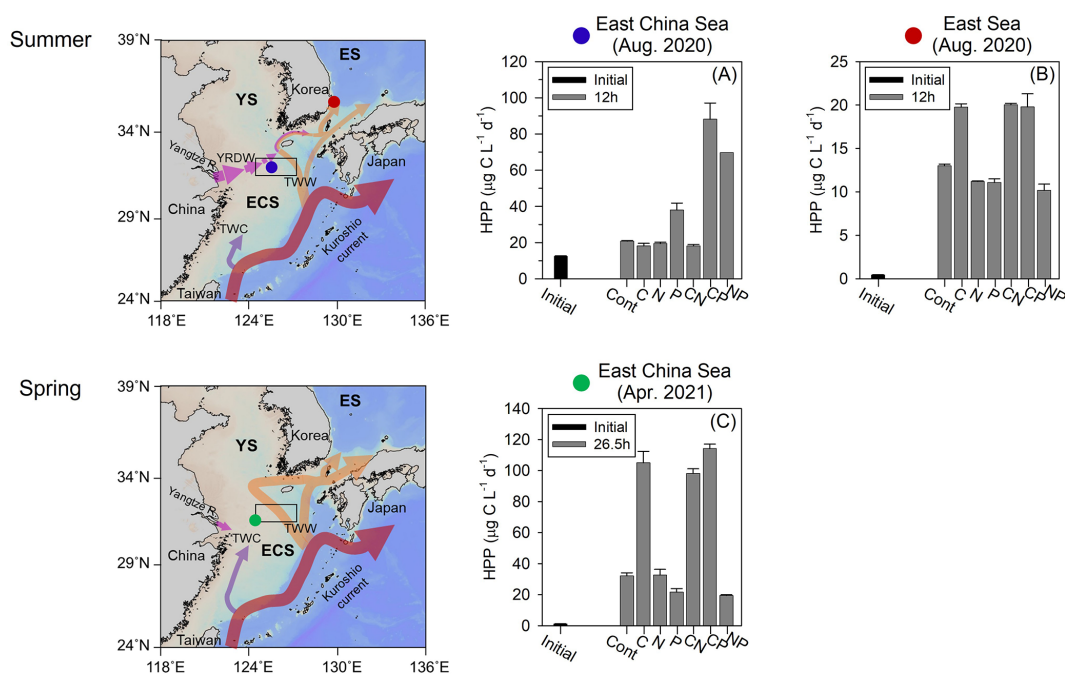 Summer
39°N
34°N
29°N
24°N
118°E
124°E
130°E
136°E
ES
YS
Korea
Yangtze R.
YRDW
Japan
TWW
China
ECS
TWC
Kuroshio
current
Taiwan
East China Sea
(Aug. 2020)
(A)
Initial
12h
HPP (μg C L⁻¹ d⁻¹)
120
100
80
60
40
20
0
Initial
Cont
C
N
P
CN
CP
NP
East Sea
(Aug. 2020)
(B)
Initial
12h
HPP (μg C L⁻¹ d⁻¹)
25
20
15
10
5
0
Initial
Cont
C
N
P
CN
CP
NP
Spring
39°N
34°N
29°N
24°N
118°E
124°E
130°E
136°E
ES
YS
Korea
Yangtze R.
Japan
TWW
TWC
China
ECS
Kuroshio
current
Taiwan
East China Sea
(Apr. 2021)
(C)
Initial
26.5h
HPP (μg C L⁻¹ d⁻¹)
140
120
100
80
60
40
20
0
Initial
Cont
C
N
P
CN
CP
NP